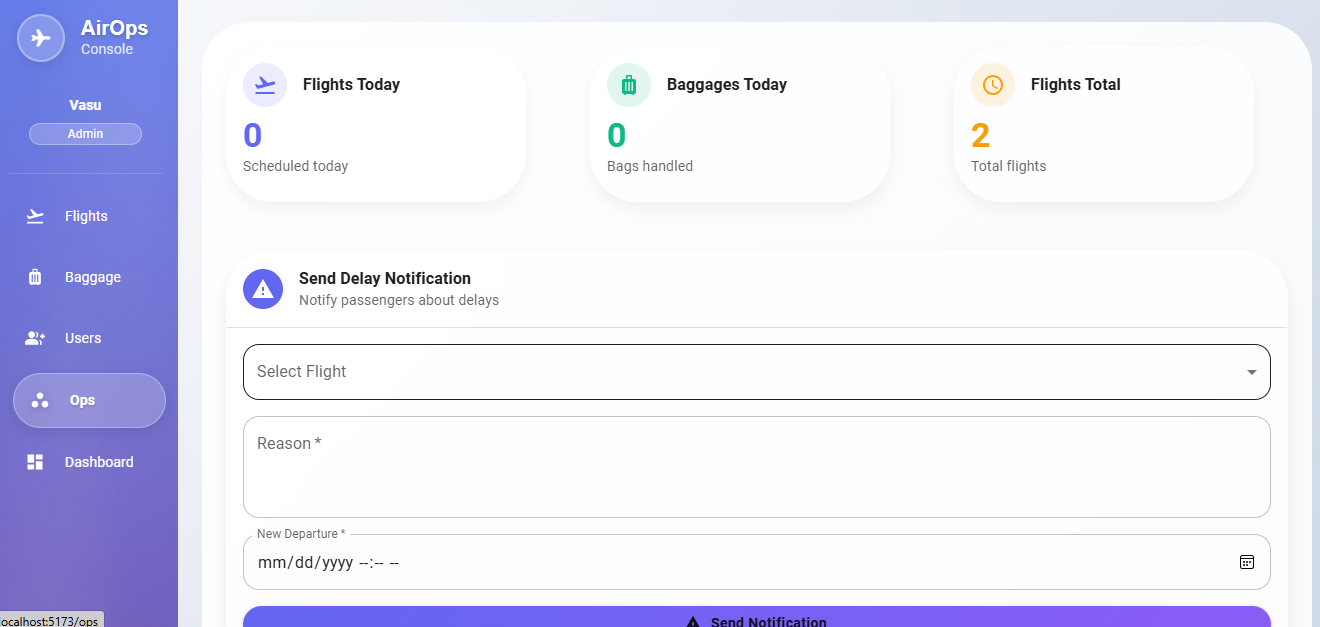 AirOps
Console
Vasu
Admin
Flights
Baggage
Users
Ops
Dashboard
Flights Today
0
Scheduled today
Baggages Today
0
Bags handled
Flights Total
2
Total flights
Send Delay Notification
Notify passengers about delays
Select Flight
Reason *
New Departure *
mm/dd/yyyy --:-- --
Send Notification
localhost:5173/ops